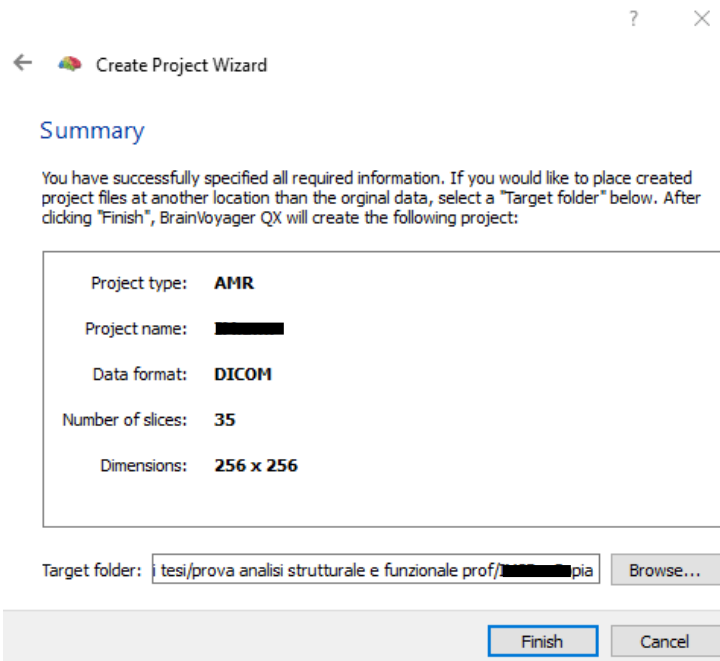 ?
Create Project Wizard
Summary
You have successfully specified all required information. If you would like to place created
project files at another location than the orginal data, select a "Target folder" below. After
clicking "Finish", BrainVoyager QX will create the following project:
Project type: AMR
Project name:
Data format: DICOM
Number of slices: 35
Dimensions: 256 x 256
Target folder: i tesi/prova analisi strutturale e funzionale prof/ pia Browse...
Finish Cancel